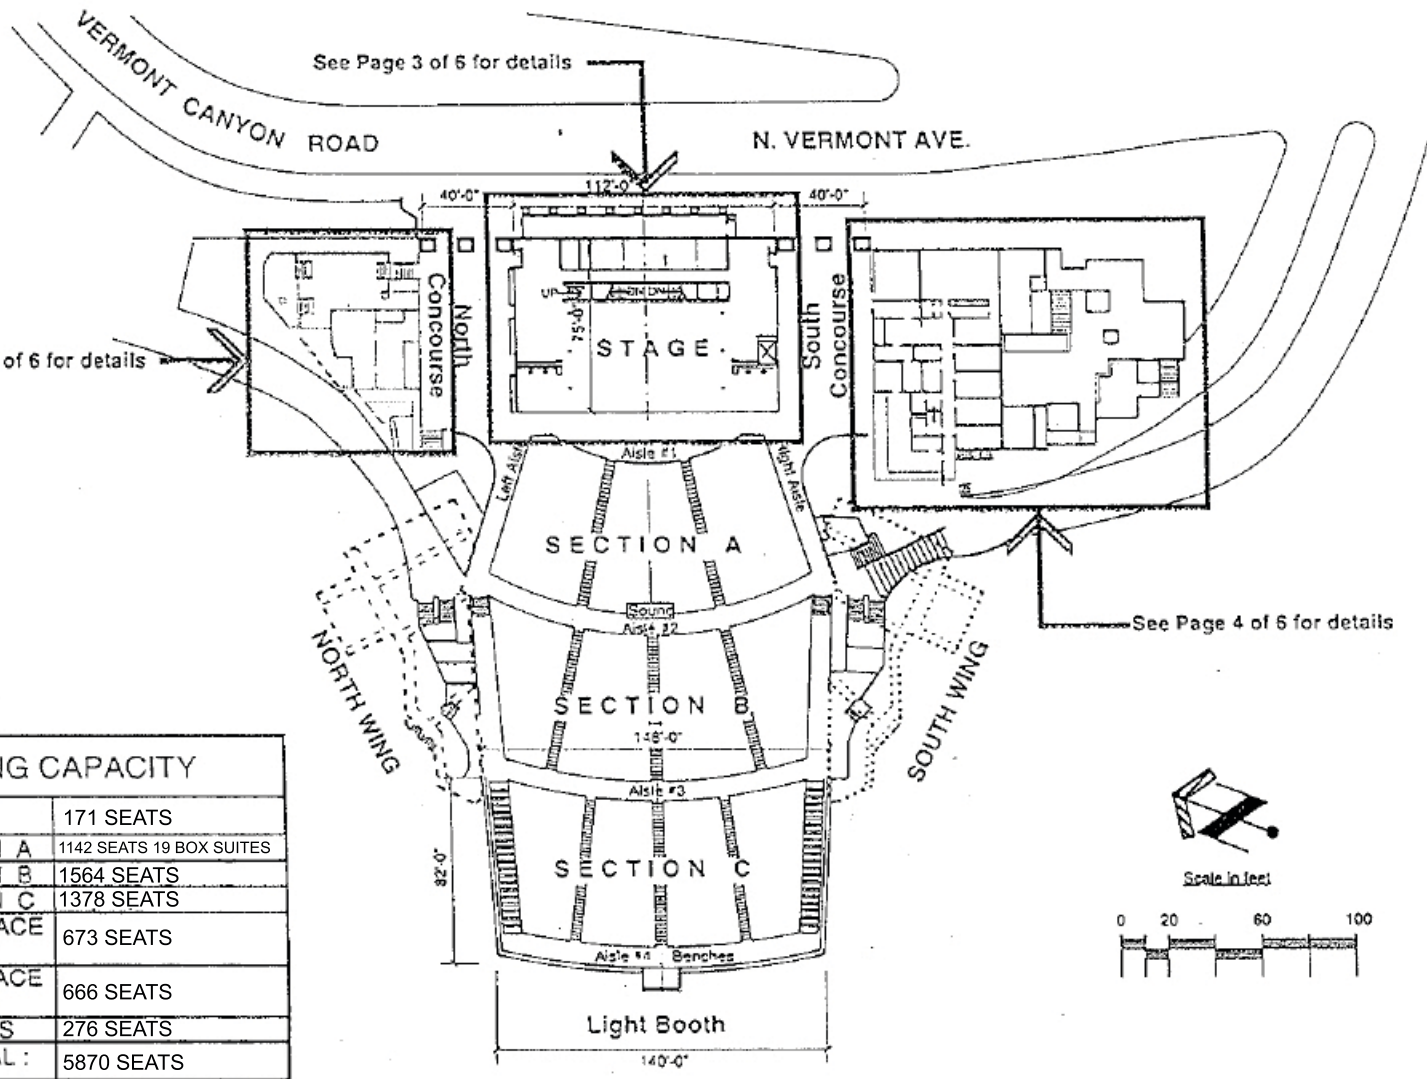 VERMONT CANYON ROAD
See Page 3 of 6 for details
N. VERMONT AVE.
40'-0"
112'-0
40'-0"
of 6 for details
North
Concourse
UP
75'-0"
STAGE
South
Concourse
Left Aisle
Aisle #1
Right Aisle
SECTION A
Sound
Aisle #2
NORTH WING
SECTION B
148'-0"
SOUTH WING
See Page 4 of 6 for details
Aisle #3
82'-0"
SECTION C
Aisle #4 Benches
Light Booth
140'-0"
NG CAPACITY
171 SEATS
N A 1142 SEATS 19 BOX SUITES
N B 1564 SEATS
N C 1378 SEATS
ACE 673 SEATS
ACE 666 SEATS
S 276 SEATS
AL: 5870 SEATS
Scale in feet
0 20 60 100